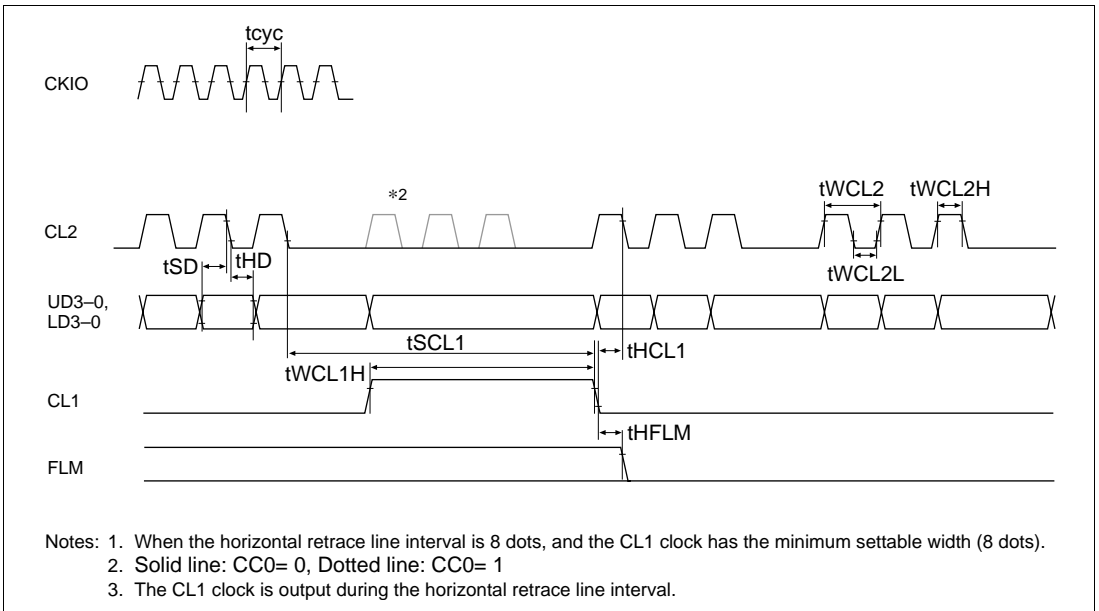 tcyc
CKIO
*2
tWCL2
tWCL2H
CL2
tSD
tHD
tWCL2L
UD3–0,
LD3–0
tSCL1
tHCL1
tWCL1H
CL1
tHFLM
FLM
Notes: 1. When the horizontal retrace line interval is 8 dots, and the CL1 clock has the minimum settable width (8 dots).
2. Solid line: CC0= 0, Dotted line: CC0= 1
3. The CL1 clock is output during the horizontal retrace line interval.